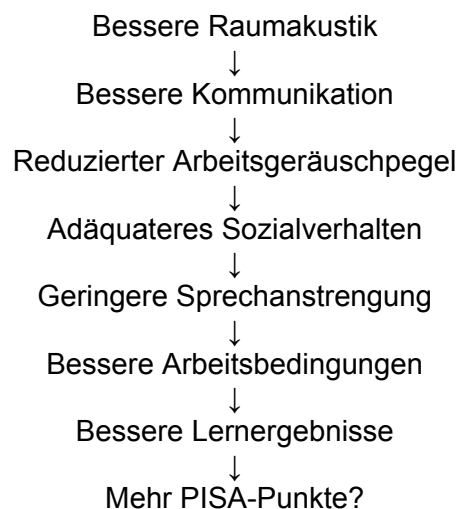 Bessere Raumakustik
↓
Bessere Kommunikation
↓
Reduzierter Arbeitsgeräuschpegel
↓
Adäquateres Sozialverhalten
↓
Geringere Sprechanstrengung
↓
Bessere Arbeitsbedingungen
↓
Bessere Lernergebnisse
↓
Mehr PISA-Punkte?